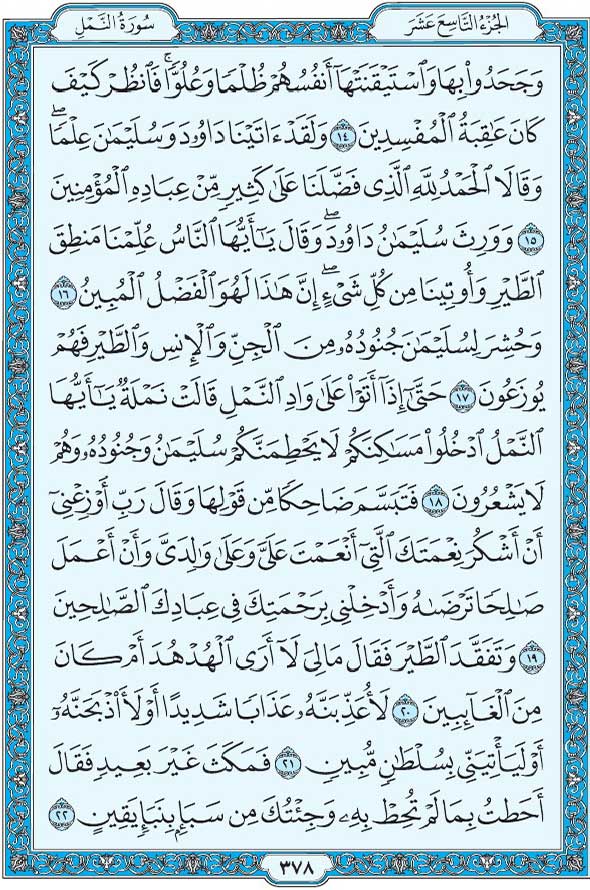 الجزء التاسع عشر
سورة النمل
وَجَحَدُوا۟ بِهَا وَٱسْتَيْقَنَتْهَآ أَنفُسُهُمْ ظُلْمًا وَعُلُوًّا ۚ فَٱنظُرْ كَيْفَ
كَانَ عَٰقِبَةُ ٱلْمُفْسِدِينَ ١٤ وَلَقَدْ ءَاتَيْنَا دَاوُۥدَ وَسُلَيْمَٰنَ عِلْمًا ۖ
وَقَالَا ٱلْحَمْدُ لِلَّهِ ٱلَّذِى فَضَّلَنَا عَلَىٰ كَثِيرٍ مِّنْ عِبَادِهِ ٱلْمُؤْمِنِينَ
١٥ وَوَرِثَ سُلَيْمَٰنُ دَاوُۥدَ ۖ وَقَالَ يَٰٓأَيُّهَا ٱلنَّاسُ عُلِّمْنَا مَنطِقَ
ٱلطَّيْرِ وَأُوتِينَا مِن كُلِّ شَىْءٍ ۖ إِنَّ هَٰذَا لَهُوَ ٱلْفَضْلُ ٱلْمُبِينُ ١٦
وَحُشِرَ لِسُلَيْمَٰنَ جُنُودُهُۥ مِنَ ٱلْجِنِّ وَٱلْإِنسِ وَٱلطَّيْرِ فَهُمْ
يُوزَعُونَ ١٧ حَتَّىٰٓ إِذَآ أَتَوْا۟ عَلَىٰ وَادِ ٱلنَّمْلِ قَالَتْ نَمْلَةٌ يَٰٓأَيُّهَا
ٱلنَّمْلُ ٱدْخُلُوا۟ مَسَٰكِنَكُمْ لَا يَحْطِمَنَّكُمْ سُلَيْمَٰنُ وَجُنُودُهُۥ وَهُمْ
لَا يَشْعُرُونَ ١٨ فَتَبَسَّمَ ضَاحِكًا مِّن قَوْلِهَا وَقَالَ رَبِّ أَوْزِعْنِىٓ
أَنْ أَشْكُرَ نِعْمَتَكَ ٱلَّتِىٓ أَنْعَمْتَ عَلَىَّ وَعَلَىٰ وَٰلِدَىَّ وَأَنْ أَعْمَلَ
صَٰلِحًا تَرْضَىٰهُ وَأَدْخِلْنِى بِرَحْمَتِكَ فِى عِبَادِكَ ٱلصَّٰلِحِينَ
١٩ وَتَفَقَّدَ ٱلطَّيْرَ فَقَالَ مَالِىَ لَآ أَرَى ٱلْهُدْهُدَ أَمْ كَانَ
مِنَ ٱلْغَآئِبِينَ ٢٠ لَأُعَذِّبَنَّهُۥ عَذَابًا شَدِيدًا أَوْ لَأَا۟ذْبَحَنَّهُۥٓ
أَوْ لَيَأْتِيَنِّى بِسُلْطَٰنٍ مُّبِينٍ ٢١ فَمَكَثَ غَيْرَ بَعِيدٍ فَقَالَ
أَحَطتُ بِمَا لَمْ تُحِطْ بِهِۦ وَجِئْتُكَ مِن سَبَإٍۭ بِنَبَإٍ يَقِينٍ ٢٢
٣٧٨